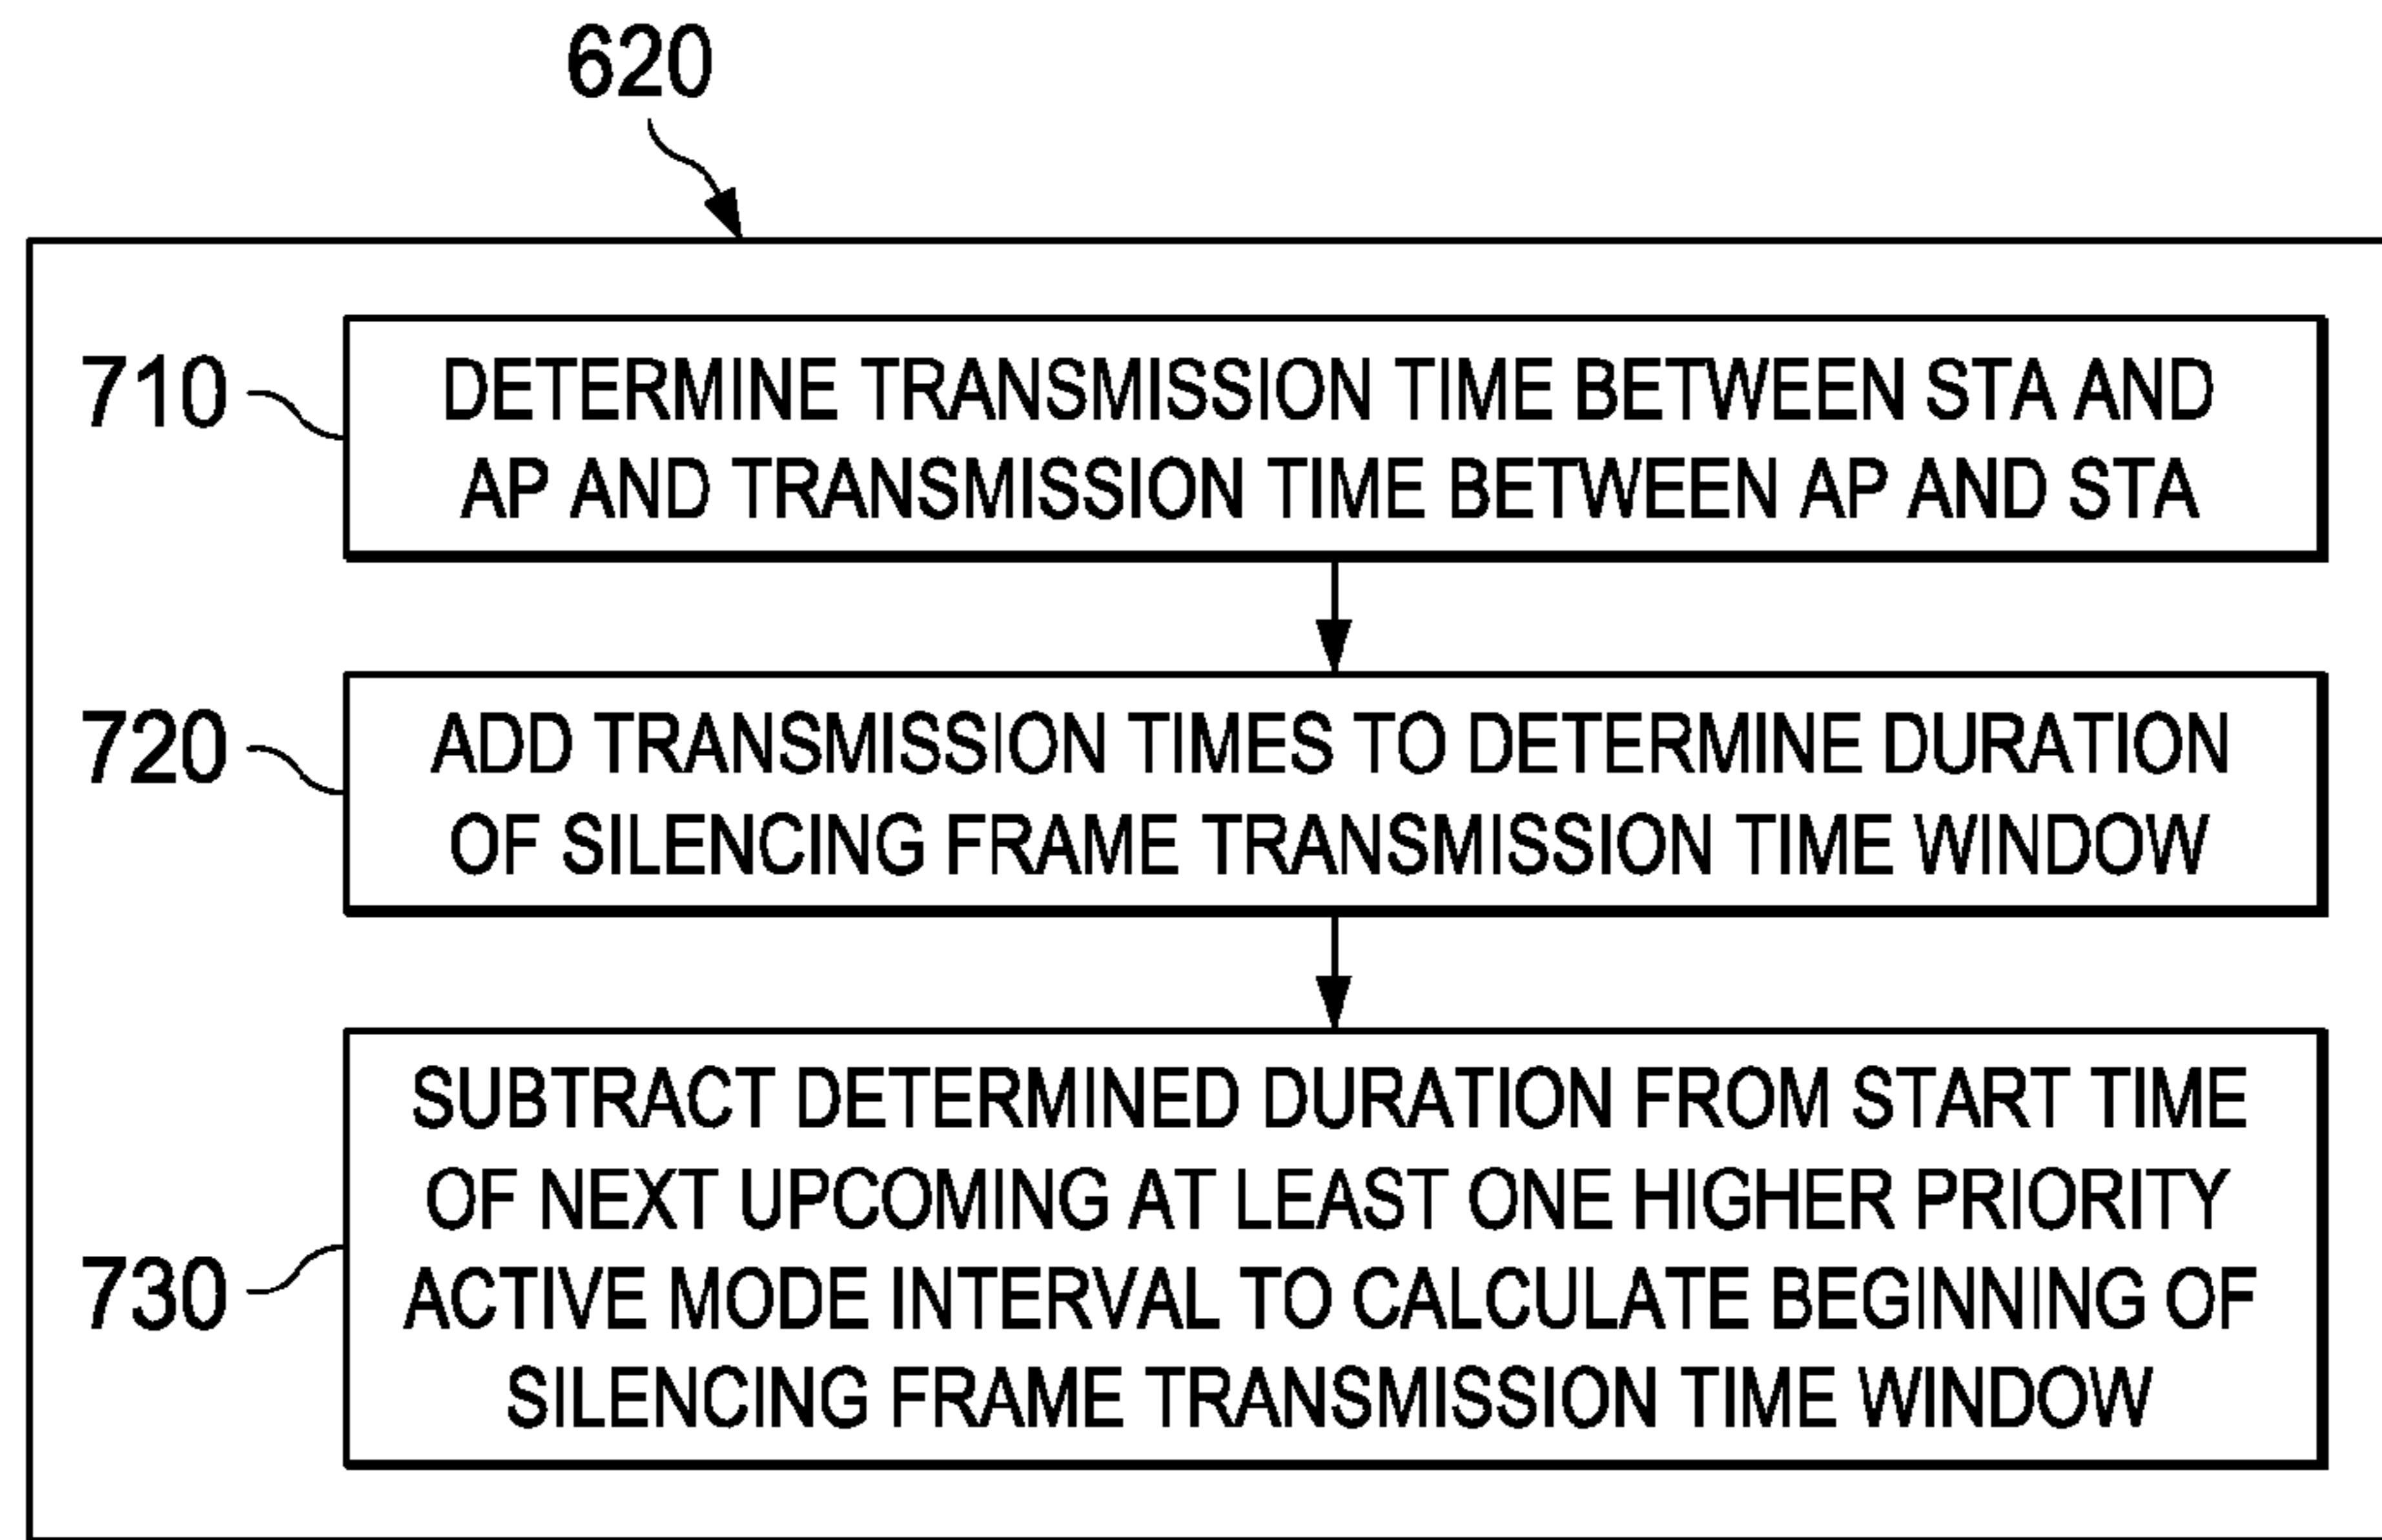 620
710
DETERMINE TRANSMISSION TIME BETWEEN STA AND
AP AND TRANSMISSION TIME BETWEEN AP AND STA
720
ADD TRANSMISSION TIMES TO DETERMINE DURATION
OF SILENCING FRAME TRANSMISSION TIME WINDOW
730
SUBTRACT DETERMINED DURATION FROM START TIME
OF NEXT UPCOMING AT LEAST ONE HIGHER PRIORITY
ACTIVE MODE INTERVAL TO CALCULATE BEGINNING OF
SILENCING FRAME TRANSMISSION TIME WINDOW